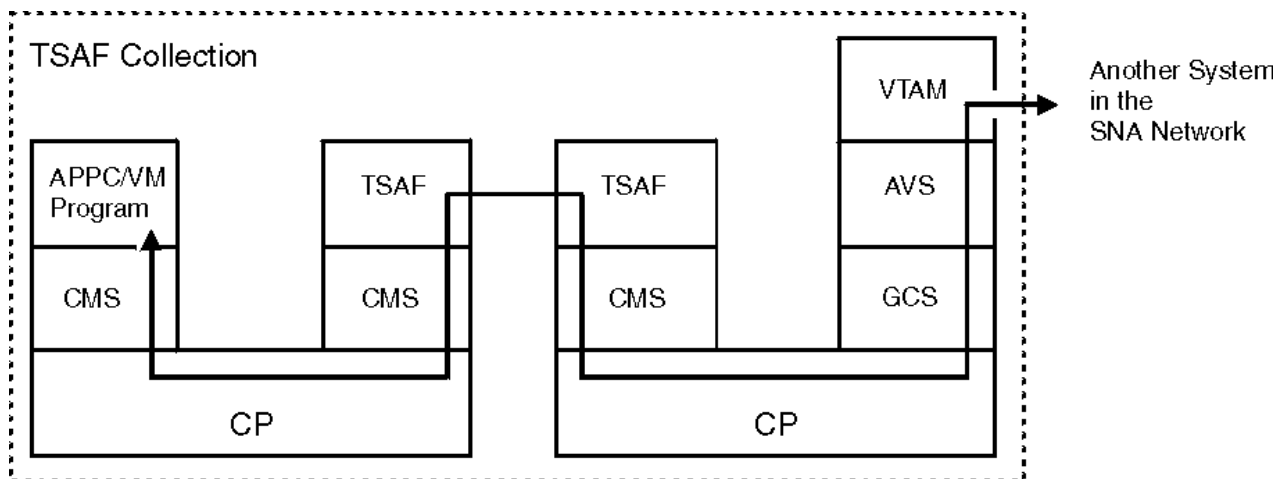 TSAF Collection
VTAM
Another System
in the
SNA Network
APPC/VM
Program
TSAF
TSAF
AVS
CMS
CMS
CMS
GCS
CP
CP